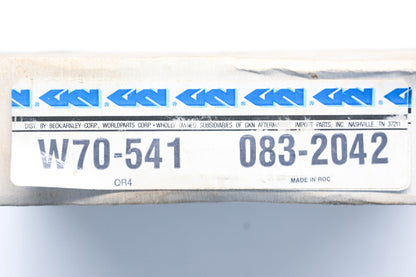 GKN GKN GKN GKN GKN GKN
DIST. BY BECK/ARNLEY CORP., WORLDPARTS CORP.-WHOLLY OWNED SUBSIDIARIES OF GKN AFTERM IMPORT PARTS, INC. NASHVILLE, TN 37211
W70-541 083-2042
OR4 MADE IN ROC